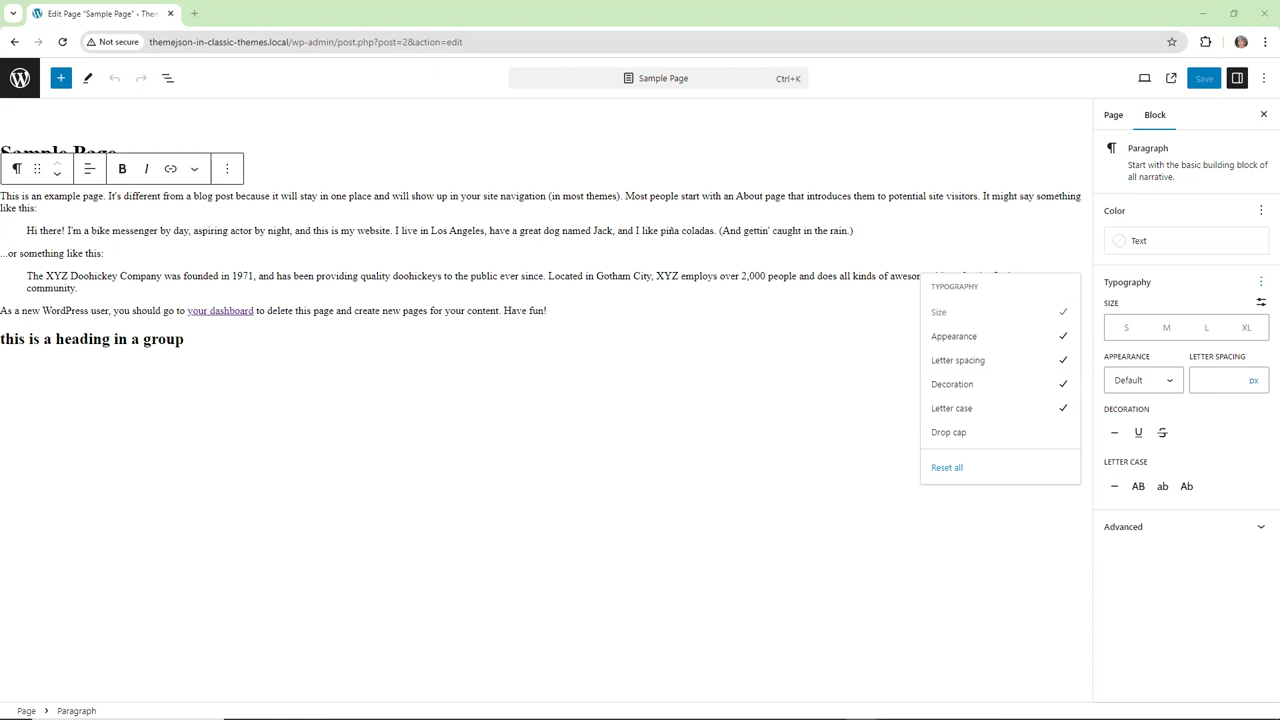 Edit Page “Sample Page” ‹ Them
Not secure
themejson-in-classic-themes.local/wp-admin/post.php?post=2&action=edit
Sample Page
Ctrl+K
Save
Sample Page
B I
This is an example page. It's different from a blog post because it will stay in one place and will show up in your site navigation (in most themes). Most people start with an About page that introduces them to potential site visitors. It might say something
like this:
Hi there! I'm a bike messenger by day, aspiring actor by night, and this is my website. I live in Los Angeles, have a great dog named Jack, and I like piña coladas. (And gettin' caught in the rain.)
...or something like this:
The XYZ Doohickey Company was founded in 1971, and has been providing quality doohickeys to the public ever since. Located in Gotham City, XYZ employs over 2,000 people and does all kinds of
community.
As a new WordPress user, you should go to your dashboard to delete this page and create new pages for your content. Have fun!
this is a heading in a group
TYPOGRAPHY
Size
Appearance
Letter spacing
Decoration
Letter case
Drop cap
Reset all
Page
Block
Paragraph
Start with the basic building block of
all narrative.
Color
Text
Typography
SIZE
S M L XL
APPEARANCE
LETTER SPACING
Default
px
DECORATION
U S
LETTER CASE
AB ab Ab
Advanced
Page
Paragraph